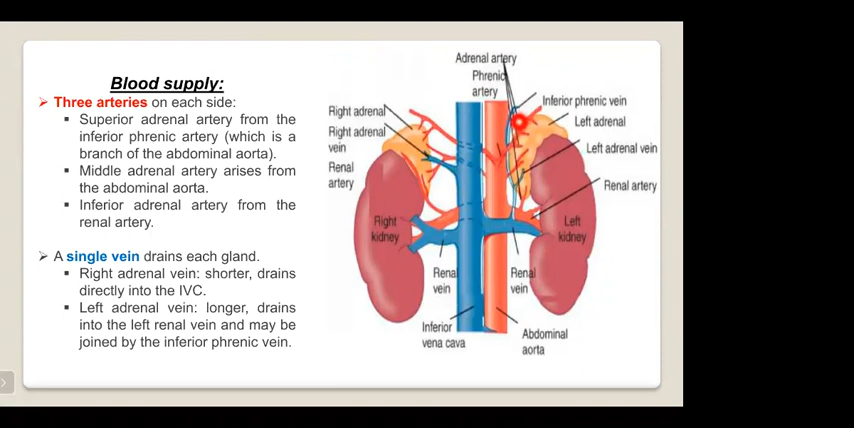 Blood supply:
➢ Three arteries on each side:
▪ Superior adrenal artery from the
inferior phrenic artery (which is a
branch of the abdominal aorta).
▪ Middle adrenal artery arises from
the abdominal aorta.
▪ Inferior adrenal artery from the
renal artery.
➢ A single vein drains each gland.
▪ Right adrenal vein: shorter, drains
directly into the IVC.
▪ Left adrenal vein: longer, drains
into the left renal vein and may be
joined by the inferior phrenic vein.
Adrenal artery
Phrenic
artery
Inferior phrenic vein
Left adrenal
Left adrenal vein
Renal artery
Right adrenal
Right adrenal
vein
Renal
artery
Right
kidney
Left
kidney
Renal
vein
Renal
vein
Inferior
vena cava
Abdominal
aorta